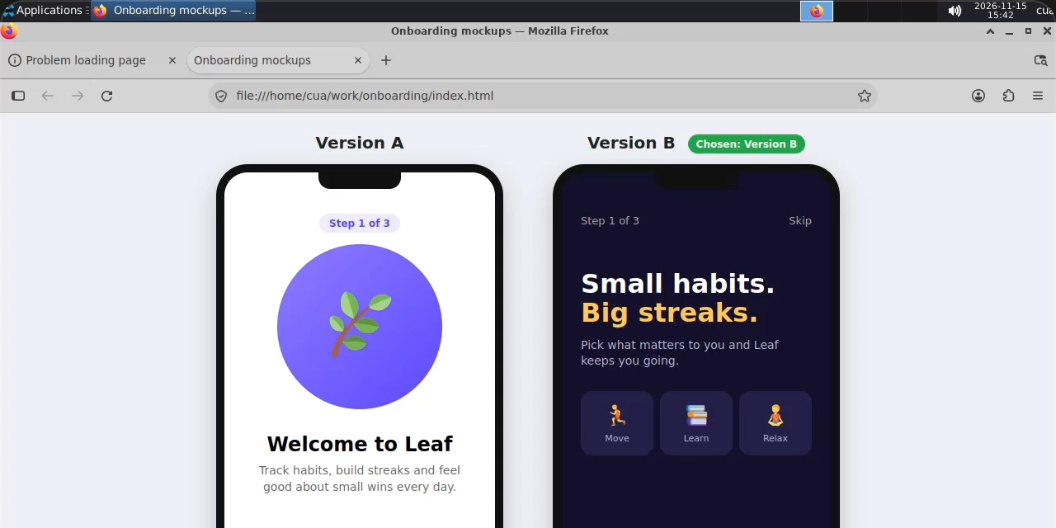 Applications
Onboarding mockups — ...
2026-11-15
15:42
Onboarding mockups — Mozilla Firefox
Problem loading page
Onboarding mockups
file:///home/cua/work/onboarding/index.html
Version A
Step 1 of 3
Welcome to Leaf
Track habits, build streaks and feel
good about small wins every day.
Version B
Chosen: Version B
Step 1 of 3
Skip
Small habits.
Big streaks.
Pick what matters to you and Leaf
keeps you going.
Move
Learn
Relax